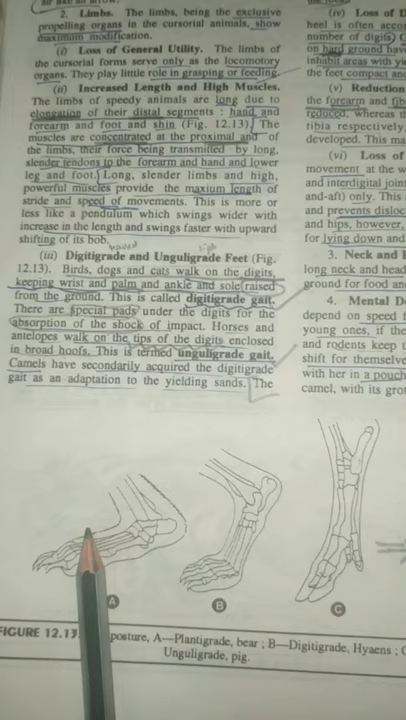 2. Limbs. The limbs, being the exclusive
propelling organs in the cursorial animals, show
maximum modification.
(i) Loss of General Utility. The limbs of
the cursorial forms serve only as the locomotory
organs. They play little role in grasping or feeding.
(ii) Increased Length and High Muscles.
The limbs of speedy animals are long due to
elongation of their distal segments : hand and
forearm and foot and shin (Fig. 12.13). The
muscles are concentrated at the proximal end of
the limbs, their force being transmitted by long,
slender tendons to the forearm and hand and lower
leg and foot. Long, slender limbs and high,
powerful muscles provide the maxium length of
stride and speed of movements. This is more or
less like a pendulum which swings wider with
increase in the length and swings faster with upward
shifting of its bob.
(iii) Digitigrade and Unguligrade Feet (Fig.
12.13). Birds, dogs and cats walk on the digits,
keeping wrist and palm and ankle and sole raised
from the ground. This is called digitigrade gait.
There are special pads under the digits for the
absorption of the shock of impact. Horses and
antelopes walk on the tips of the digits enclosed
in broad hoofs. This is termed unguligrade gait.
Camels have secondarily acquired the digitigrade
gait as an adaptation to the yielding sands. The
(iv) Loss of D
heel is often acco
number of digits)
on hard ground have
inhabit areas with yi
the feet compact and
(v) Reduction
the forearm and fib
reduced, whereas th
tibia respectively,
developed. This ma
(vi) Loss of
movement at the w
and interdigital joint
and-aft) only. This
and prevents disloc
and hips, however,
for lying down and
3. Neck and H
long neck and head
ground for food and
4. Mental De
depend on speed f
young ones, if the
and rodents keep t
shift for themselve
with her in a pouch
camel, with its grot
A
B
C
FIGURE 12.13 posture, A—Plantigrade, bear ; B—Digitigrade, Hyaens ;
Unguligrade, pig.